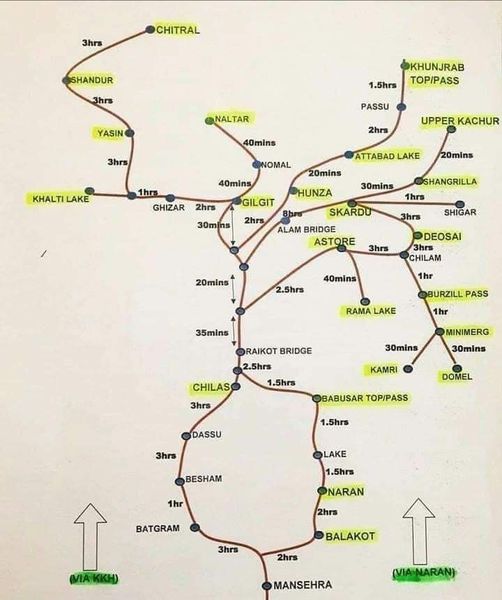 CHITRAL
3hrs
SHANDUR
3hrs
YASIN
3hrs
KHALTI LAKE
1hrs
GHIZAR
2hrs
NALTAR
40mins
NOMAL
40mins
GILGIT
30mins
2hrs
KHUNJRAB
TOP/PASS
1.5hrs
PASSU
2hrs
ATTABAD LAKE
20mins
HUNZA
UPPER KACHUR
20mins
SHANGRILLA
30mins
1hrs
SHIGAR
8hrs
SKARDU
ALAM BRIDGE
3hrs
DEOSAI
3hrs
CHILAM
ASTORE
3hrs
40mins
RAMA LAKE
2.5hrs
1hr
BURZILL PASS
1hr
MINIMERG
30mins
30mins
KAMRI
DOMEL
20mins
35mins
RAIKOT BRIDGE
2.5hrs
CHILAS
1.5hrs
BABUSAR TOP/PASS
3hrs
1.5hrs
DASSU
LAKE
3hrs
1.5hrs
BESHAM
NARAN
1hr
2hrs
BATGRAM
BALAKOT
3hrs
2hrs
(VIA KKH)
(VIA NARAN)
MANSEHRA